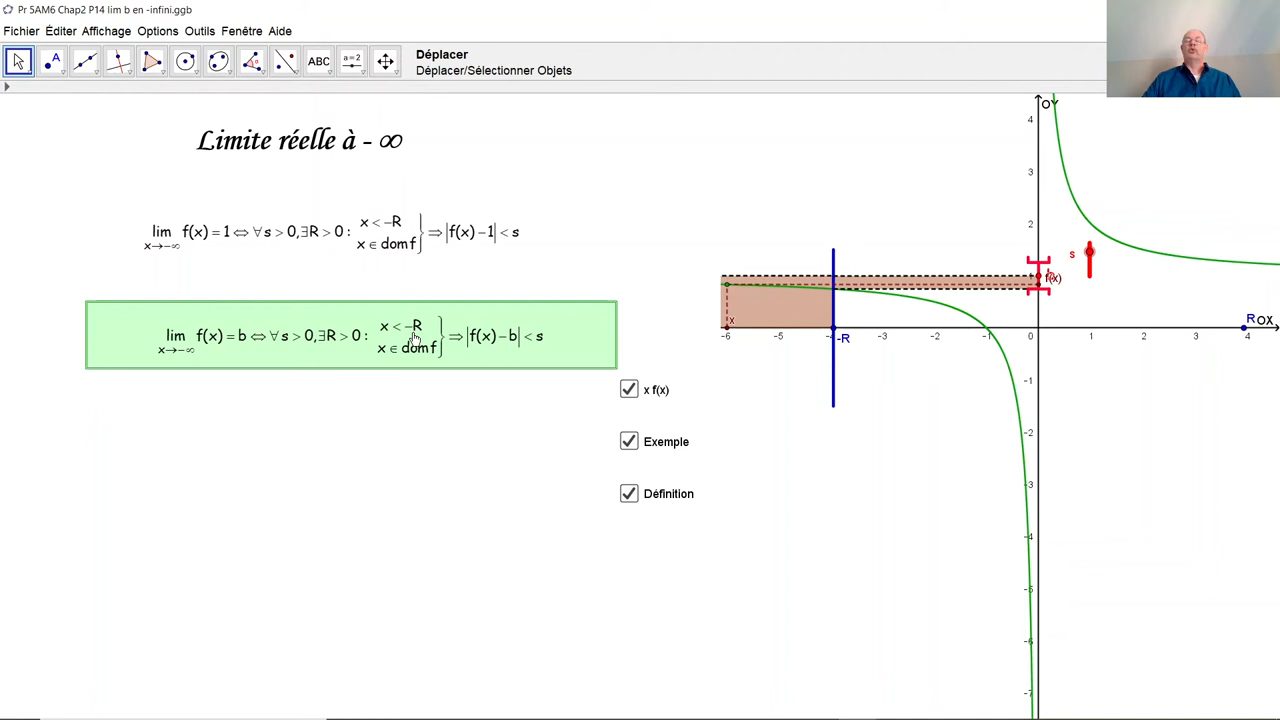 Pr 5AM6 Chap2 P14 lim b en -infini.ggb
Fichier Éditer Affichage Options Outils Fenêtre Aide
A
ABC
a=2
Déplacer
Déplacer/Sélectionner Objets
Limite réelle à - ∞
lim x→-∞ f(x) = 1 ⇔ ∀ s > 0, ∃R > 0 : x < -R x ∈ dom f } ⇒ |f(x) - 1| < s
lim x→-∞ f(x) = b ⇔ ∀ s > 0, ∃R > 0 : x < -R x ∈ dom f } ⇒ |f(x) - b| < s
x f(x)
Exemple
Définition
OY
4
3
2
s
1
f(x)
x
R OX
-6 -5 -4 -R -3 -2 -1 0 1 2 3 4
-1
-2
-3
-4
-5
-6
-7